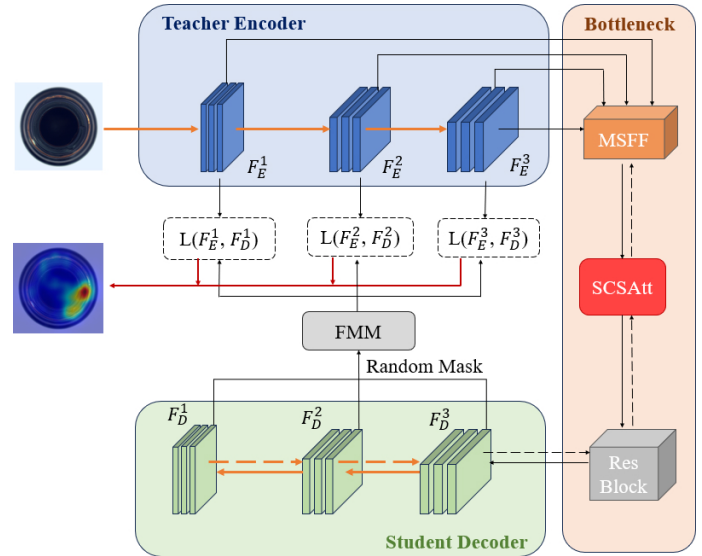 Teacher Encoder
Bottleneck
MSFF
F_E^1
F_E^2
F_E^3
L(F_E^1, F_D^1)
L(F_E^2, F_D^2)
L(F_E^3, F_D^3)
SCSAtt
FMM
Random Mask
F_D^1
F_D^2
F_D^3
Res
Block
Student Decoder